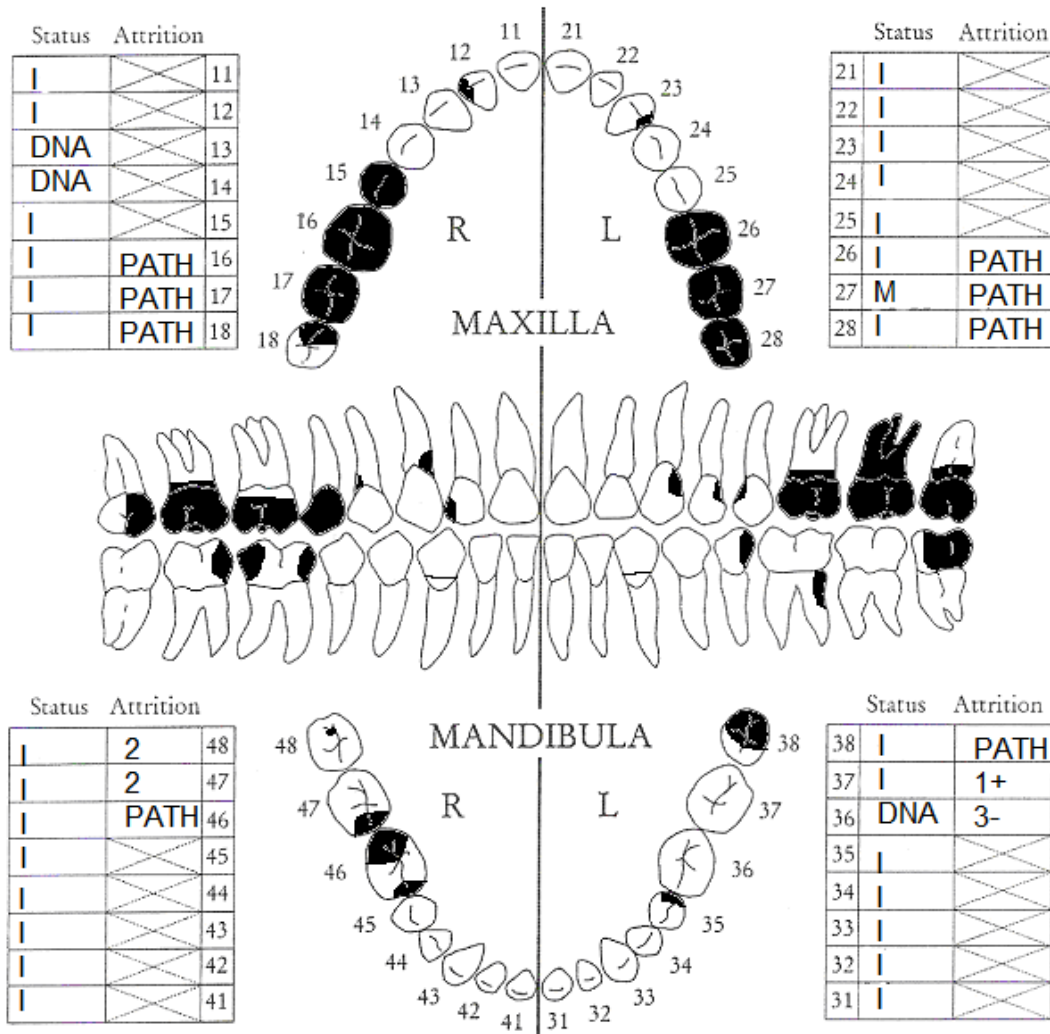 Status Attrition
I 11
I 12
DNA 13
DNA 14
I 15
I PATH 16
I PATH 17
I PATH 18
11 21
12 22
13 23
14 24
15 25
16 26
17 27
18 28
R L
MAXILLA
Status Attrition
21 I
22 I
23 I
24 I
25 I
26 I PATH
27 M PATH
28 I PATH
Status Attrition
I 2 48
I 2 47
I PATH 46
I 45
I 44
I 43
I 42
I 41
MANDIBULA
R L
48 38
47 37
46 36
45 35
44 34
43 33
42 32
41 31
Status Attrition
38 I PATH
37 I 1+
36 DNA 3-
35 I
34 I
33 I
32 I
31 I